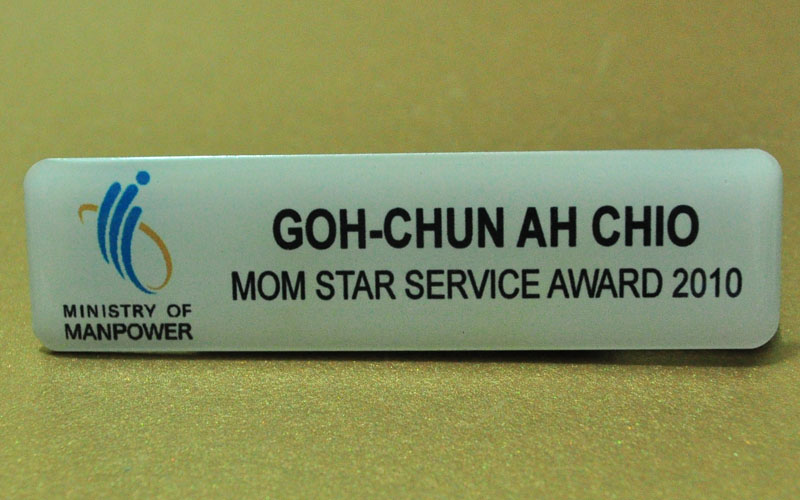 GOH-CHUN AH CHIO
MOM STAR SERVICE AWARD 2010
MINISTRY OF
MANPOWER